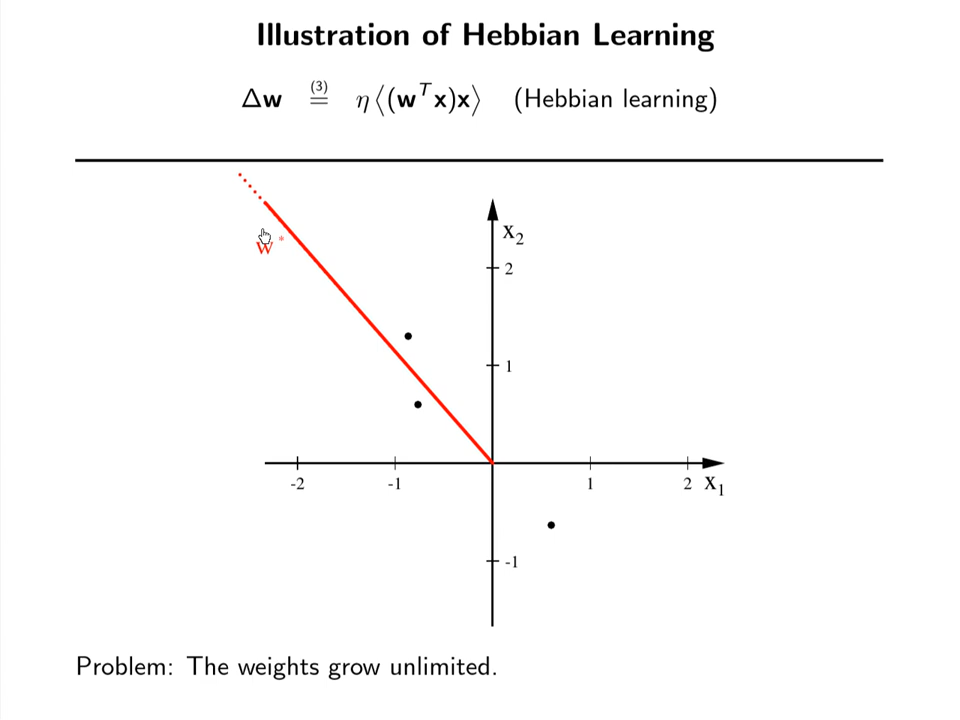 Illustration of Hebbian Learning
Δw (3) = η⟨(wᵀx)x⟩ (Hebbian learning)
w *
X₂
2
1
-2 -1 1 2 X₁
-1
Problem: The weights grow unlimited.